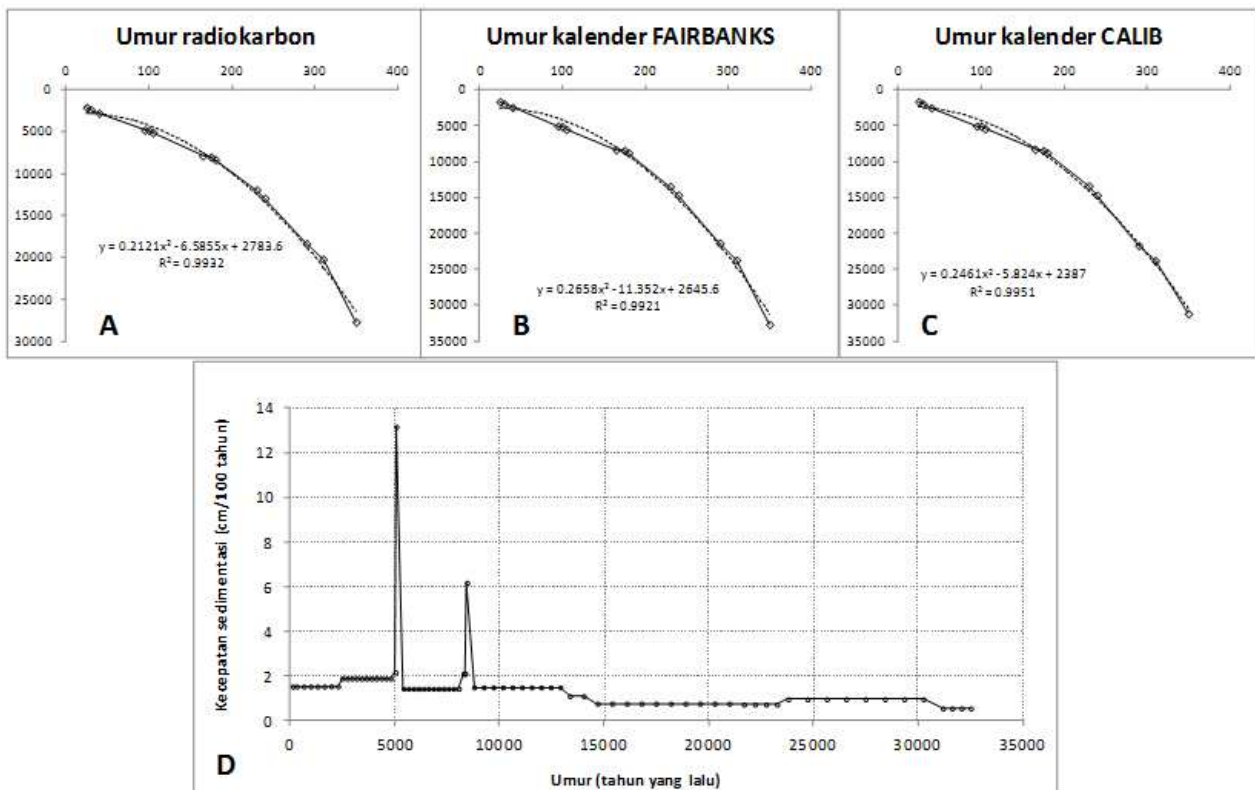 Umur radiokarbon
0 100 200 300 400
0
5000
10000
15000
20000
25000
30000
y = 0.2121x² - 6.5855x + 2783.6
R² = 0.9932
A
Umur kalender FAIRBANKS
0 100 200 300 400
0
5000
10000
15000
20000
25000
30000
35000
y = 0.2658x² - 11.352x + 2645.6
R² = 0.9921
B
Umur kalender CALIB
0 100 200 300 400
0
5000
10000
15000
20000
25000
30000
35000
y = 0.2461x² - 5.824x + 2387
R² = 0.9951
C
Kecepatan sedimentasi (cm/100 tahun)
14
12
10
8
6
4
2
0
0 5000 10000 15000 20000 25000 30000 35000
D
Umur (tahun yang lalu)